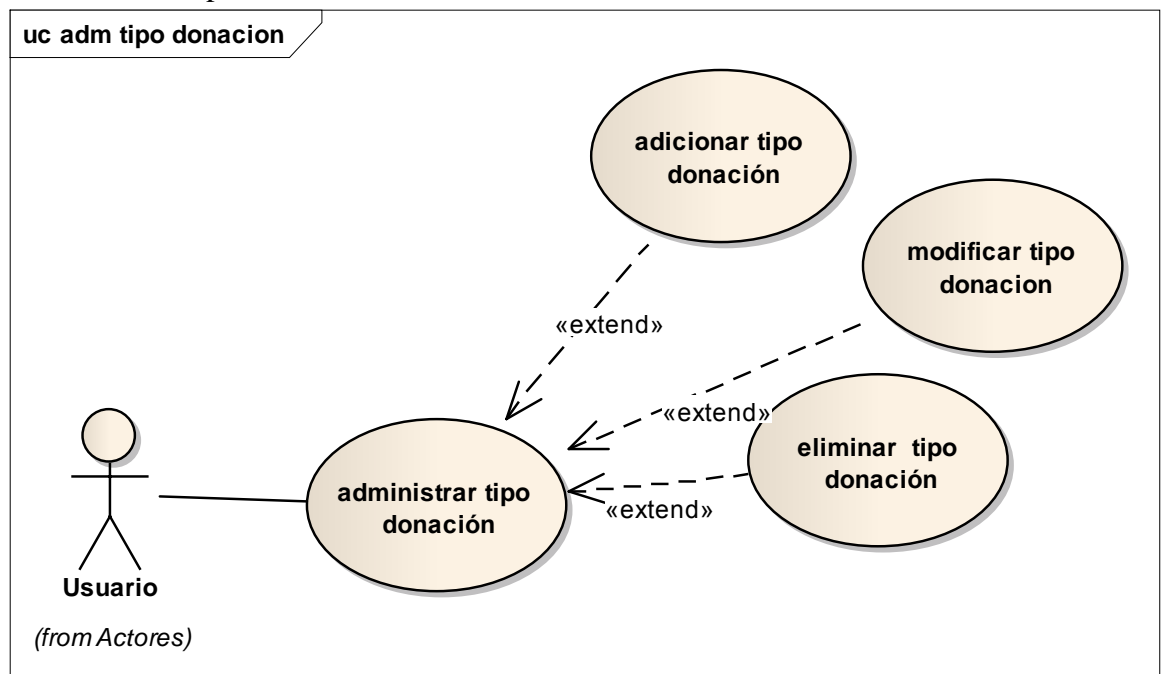 uc adm tipo donacion
adicionar tipo
donación
modificar tipo
donacion
«extend»
«extend»
eliminar tipo
donación
administrar tipo
donación
«extend»
Usuario
(from Actores)